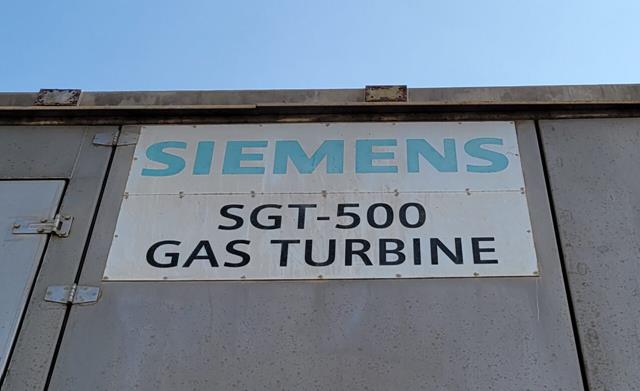 SIEMENS
SGT-500
GAS TURBINE